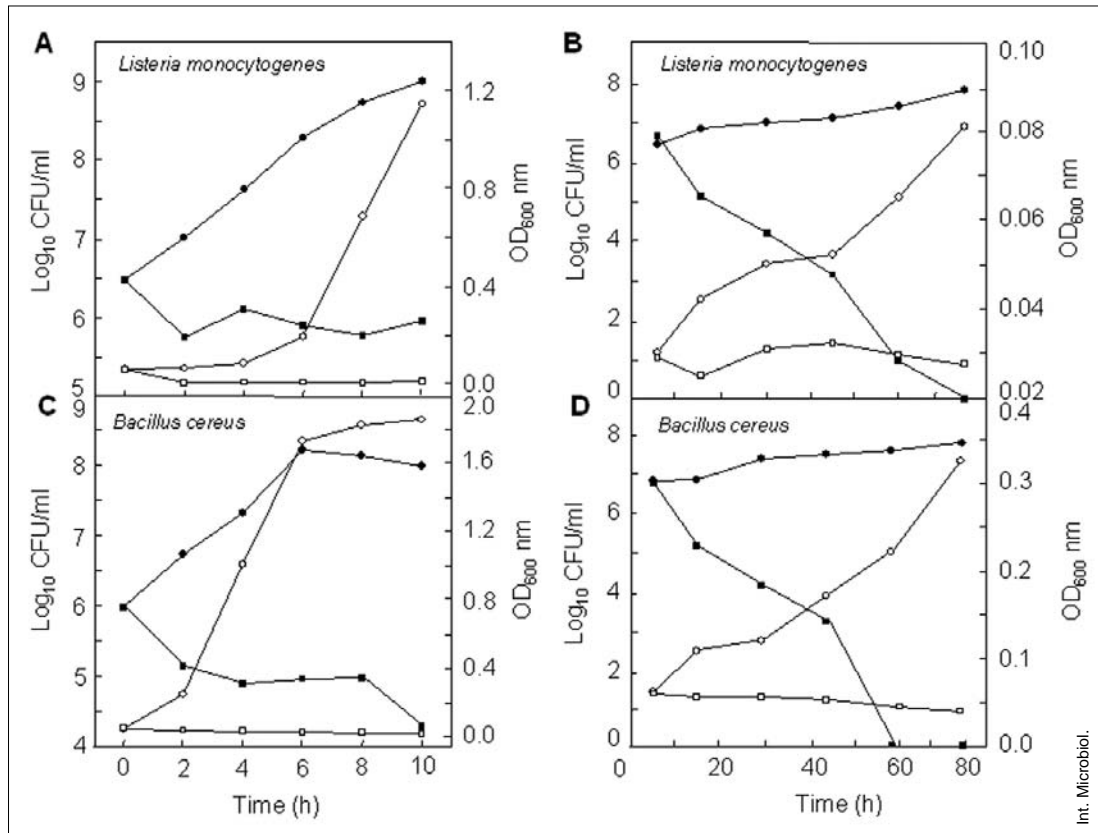 A
Listeria monocytogenes
9
8
7
6
5
Log10 CFU/ml
1.2
0.8
0.4
0.0
OD600 nm
B
Listeria monocytogenes
8
6
4
2
0
Log10 CFU/ml
0.10
0.08
0.06
0.04
0.02
OD600 nm
C
Bacillus cereus
9
8
7
6
5
4
Log10 CFU/ml
2.0
1.6
1.2
0.8
0.4
0.0
OD600 nm
0 2 4 6 8 10
Time (h)
D
Bacillus cereus
8
6
4
2
0
Log10 CFU/ml
0.4
0.3
0.2
0.1
0.0
OD600 nm
0 20 40 60 80
Time (h)
Int. Microbiol.